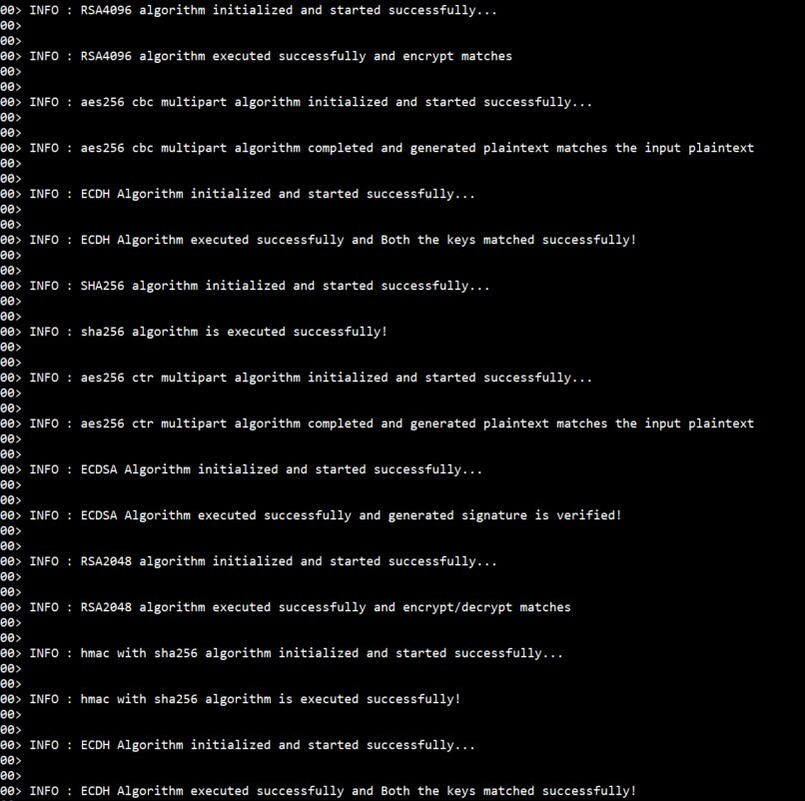 00> INFO : RSA4096 algorithm initialized and started successfully...
00>
00>
00> INFO : RSA4096 algorithm executed successfully and encrypt matches
00>
00>
00> INFO : aes256 cbc multipart algorithm initialized and started successfully...
00>
00>
00> INFO : aes256 cbc multipart algorithm completed and generated plaintext matches the input plaintext
00>
00>
00> INFO : ECDH Algorithm initialized and started successfully...
00>
00>
00> INFO : ECDH Algorithm executed successfully and Both the keys matched successfully!
00>
00>
00> INFO : SHA256 algorithm initialized and started successfully...
00>
00>
00> INFO : sha256 algorithm is executed successfully!
00>
00>
00> INFO : aes256 ctr multipart algorithm initialized and started successfully...
00>
00>
00> INFO : aes256 ctr multipart algorithm completed and generated plaintext matches the input plaintext
00>
00>
00> INFO : ECDSA Algorithm initialized and started successfully...
00>
00>
00> INFO : ECDSA Algorithm executed successfully and generated signature is verified!
00>
00>
00> INFO : RSA2048 algorithm initialized and started successfully...
00>
00>
00> INFO : RSA2048 algorithm executed successfully and encrypt/decrypt matches
00>
00>
00> INFO : hmac with sha256 algorithm initialized and started successfully...
00>
00>
00> INFO : hmac with sha256 algorithm is executed successfully!
00>
00>
00> INFO : ECDH Algorithm initialized and started successfully...
00>
00>
00> INFO : ECDH Algorithm executed successfully and Both the keys matched successfully!